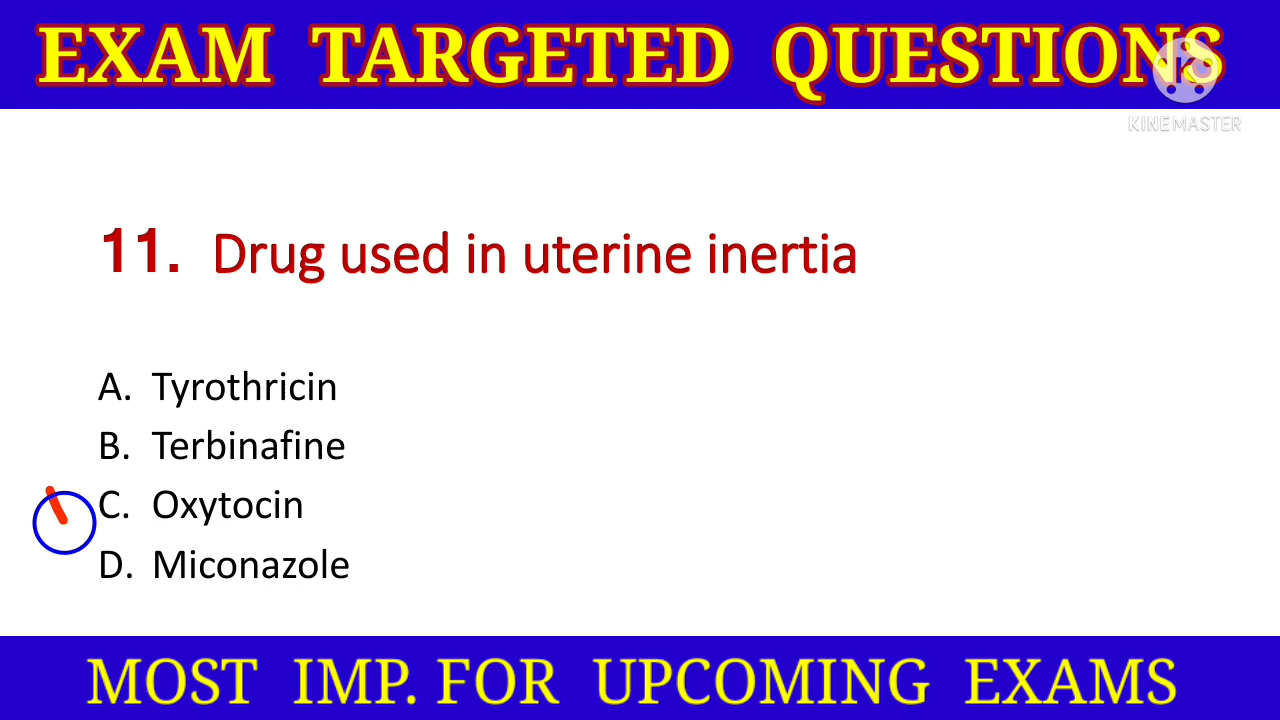 EXAM TARGETED QUESTIONS
K
KINEMASTER
11. Drug used in uterine inertia
A. Tyrothricin
B. Terbinafine
C. Oxytocin
D. Miconazole
MOST IMP. FOR UPCOMING EXAMS